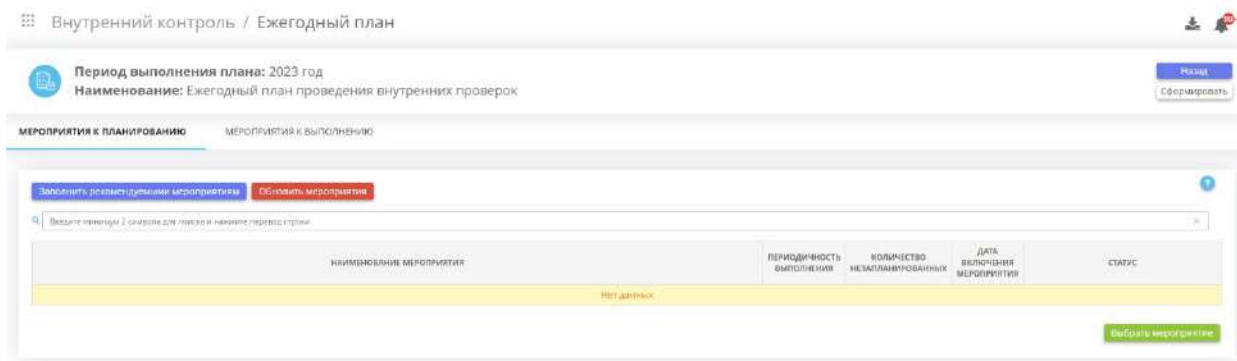 Внутренний контроль / Ежегодный план
Период выполнения плана: 2023 год
Наименование: Ежегодный план проведения внутренних проверок
Назад
Сформировать
МЕРОПРИЯТИЯ К ПЛАНИРОВАНИЮ МЕРОПРИЯТИЯ К ВЫПОЛНЕНИЮ
Заполнить рекомендуемыми мероприятиям Обновить мероприятия
Введите минимум 2 символа для поиска и нажмите перевод строки
НАИМЕНОВАНИЕ МЕРОПРИЯТИЯ
ПЕРИОДИЧНОСТЬ
ВЫПОЛНЕНИЯ
КОЛИЧЕСТВО
НЕЗАПЛАНИРОВАННЫХ
ДАТА
ВКЛЮЧЕНИЯ
МЕРОПРИЯТИЯ
СТАТУС
Нет данных
Выбрать мероприятие